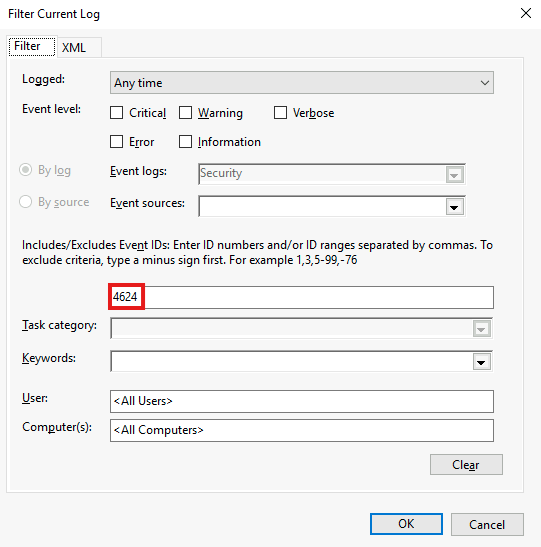 Filter Current Log
Filter XML
Logged: Any time
Event level: Critical Warning Verbose
Error Information
By log Event logs: Security
By source Event sources:
Includes/Excludes Event IDs: Enter ID numbers and/or ID ranges separated by commas. To
exclude criteria, type a minus sign first. For example 1,3,5-99,-76
4624
Task category:
Keywords:
User: <All Users>
Computer(s): <All Computers>
Clear
OK Cancel